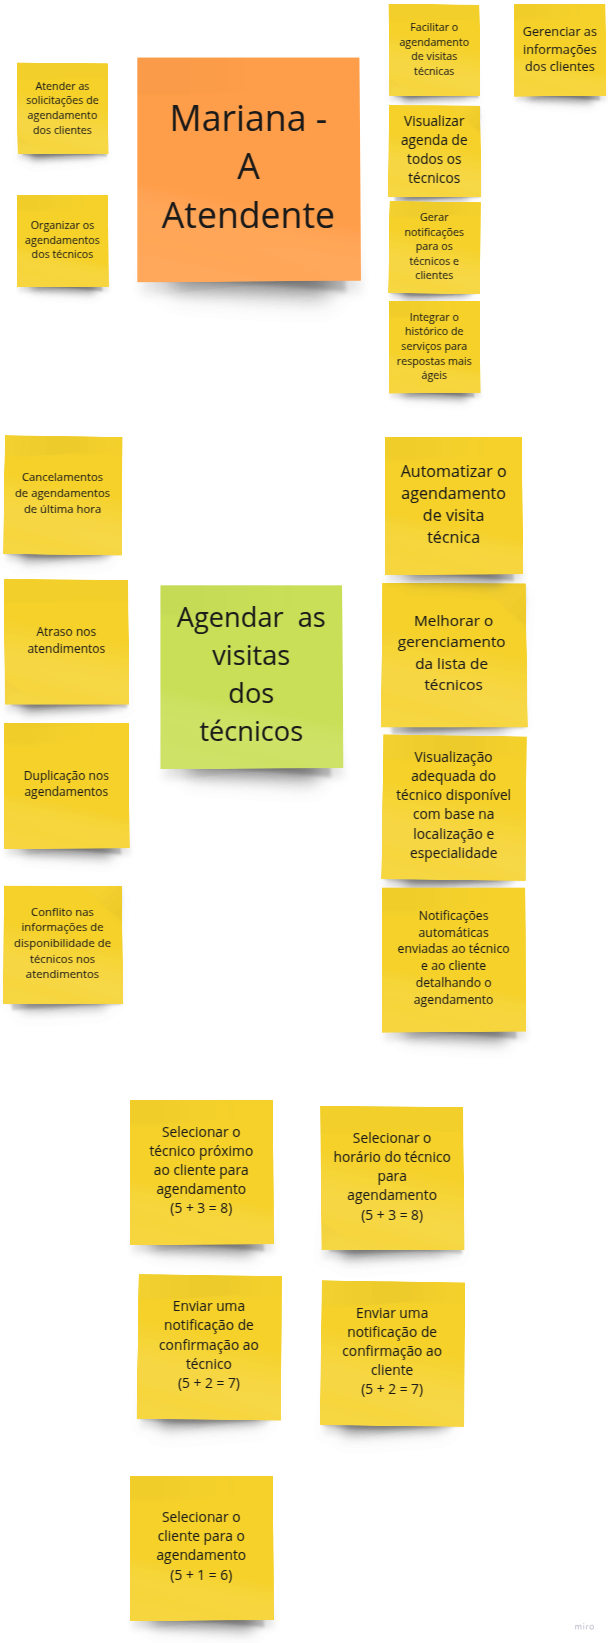 Facilitar o
agendamento
de visitas
técnicas
Gerenciar as
informações
dos clientes
Atender as
solicitações de
agendamento
dos clientes
Mariana -
A
Atendente
Visualizar
agenda de
todos os
técnicos
Organizar os
agendamentos
dos técnicos
Gerar
notificações
para os
técnicos e
clientes
Integrar o
histórico de
serviços para
respostas mais
ágeis
Cancelamentos
de agendamentos
de última hora
Automatizar o
agendamento
de visita
técnica
Atraso nos
atendimentos
Agendar as
visitas
dos
técnicos
Melhorar o
gerenciamento
da lista de
técnicos
Duplicação nos
agendamentos
Visualização
adequada do
técnico disponível
com base na
localização e
especialidade
Conflito nas
informações de
disponibilidade de
técnicos nos
atendimentos
Notificações
automáticas
enviadas ao técnico
e ao cliente
detalhando o
agendamento
Selecionar o
técnico próximo
ao cliente para
agendamento
(5 + 3 = 8)
Selecionar o
horário do técnico
para
agendamento
(5 + 3 = 8)
Enviar uma
notificação de
confirmação ao
técnico
(5 + 2 = 7)
Enviar uma
notificação de
confirmação ao
cliente
(5 + 2 = 7)
Selecionar o
cliente para o
agendamento
(5 + 1 = 6)
miro